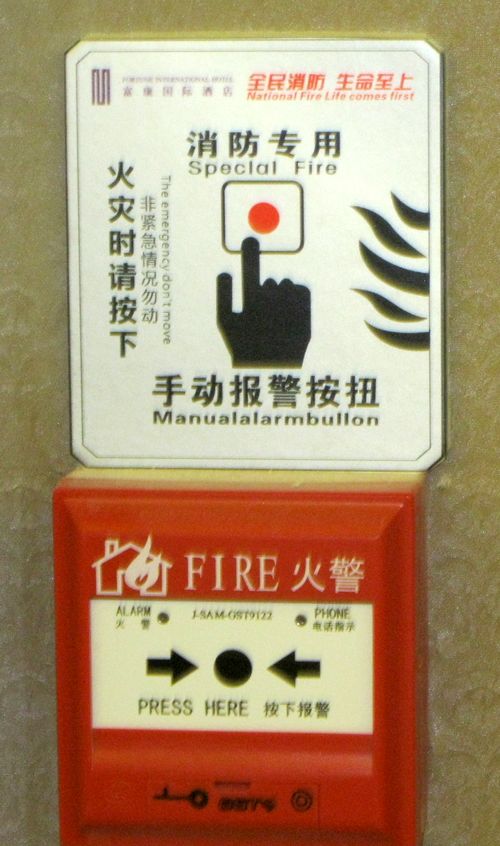 FORTUNE INTERNATIONAL HOTEL
富康国际酒店
全民消防 生命至上
National Fire Life comes first
消防专用
Special Fire
火灾时请按下
非紧急情况勿动
The emergency don't move
手动报警按扭
Manualalarmbullon
FIRE 火警
ALARM
火警
J-SAM-GST9122
PHONE
电话指示
PRESS HERE 按下报警